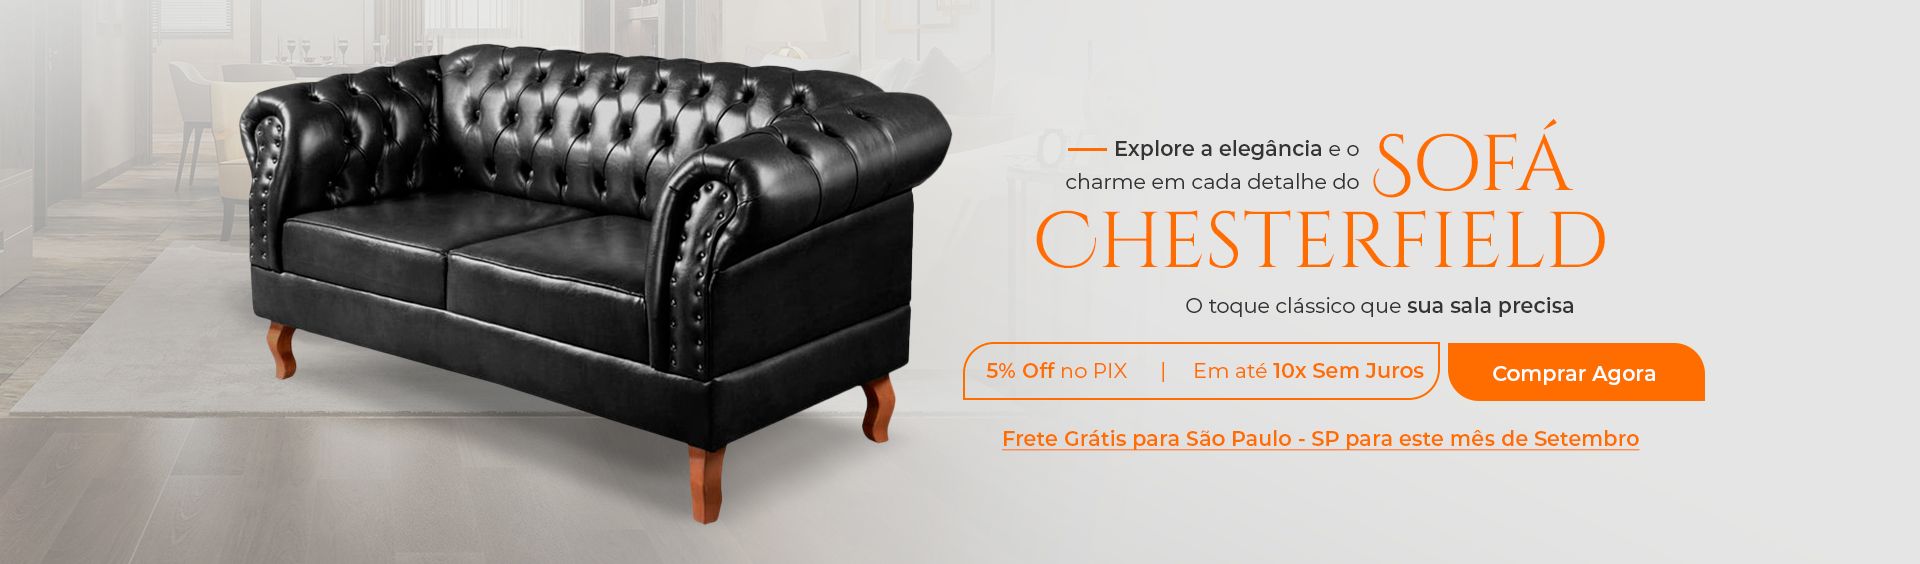 Explore a elegância e o
charme em cada detalhe do
SOFÁ
CHESTERFIELD
O toque clássico que sua sala precisa
5% Off no PIX | Em até 10x Sem Juros
Comprar Agora
Frete Grátis para São Paulo - SP para este mês de Setembro